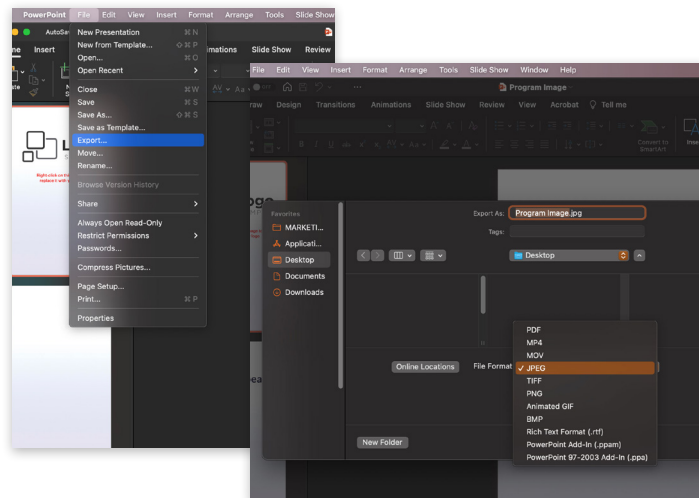 PowerPoint File Edit View Insert Format Arrange Tools Slide Show
Insert
Slide Show Review
New Presentation ⌘N
New from Template... ⇧⌘P
Open... ⌘O
Open Recent >
Close ⌘W
Save ⌘S
Save As... ⇧⌘S
Save as Template...
Export...
Move...
Rename...
Browse Version History
Share >
Always Open Read-Only
Restrict Permissions >
Passwords...
Compress Pictures...
Page Setup...
Print... ⌘P
Properties
File Edit View Insert Format Arrange Tools Slide Show Window Help
Program Image
Design Transitions Animations Slide Show Review View Acrobat Tell me
Convert to
SmartArt
Favorites
MARKETI...
Applicati...
Desktop
Documents
Downloads
Export As: Program Image.jpg
Tags:
Desktop
Online Locations File Format
PDF
MP4
MOV
✓ JPEG
TIFF
PNG
Animated GIF
BMP
Rich Text Format (.rtf)
PowerPoint Add-In (.ppam)
PowerPoint 97-2003 Add-In (.ppa)
New Folder